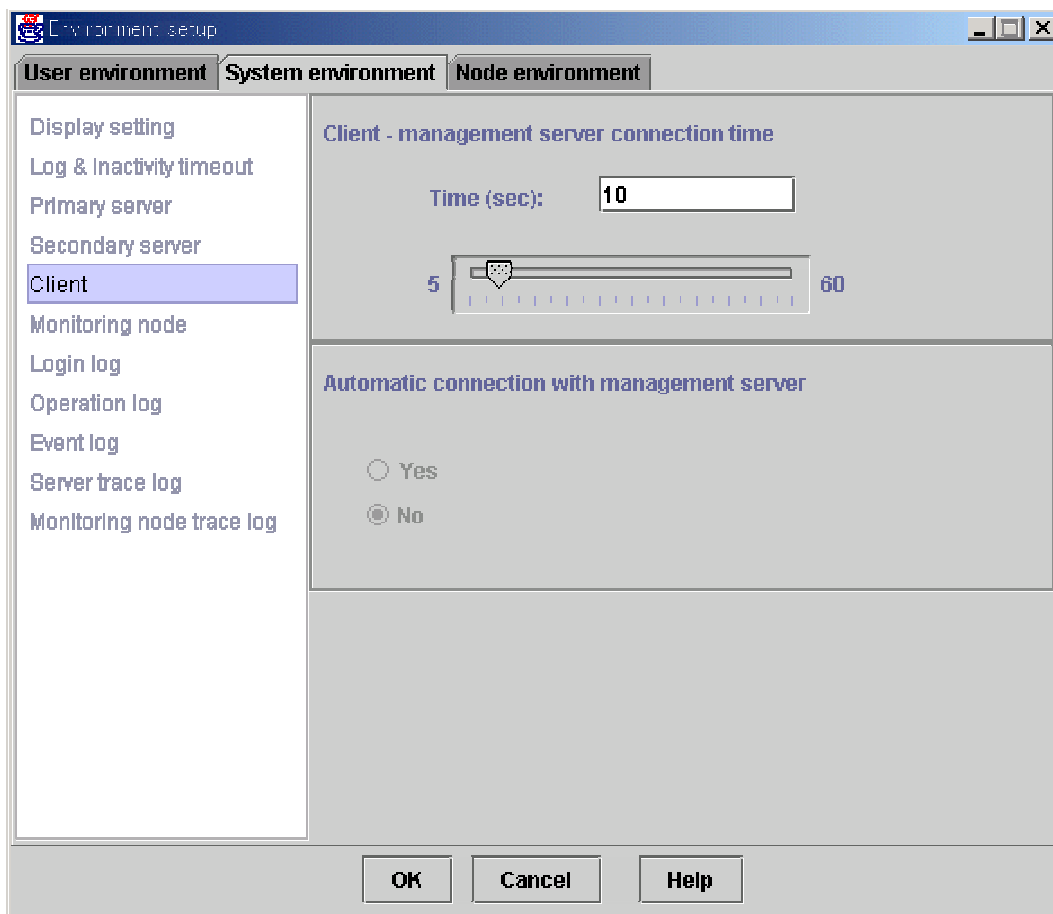 Environment setup
User environment
System environment
Node environment
Display setting
Log & Inactivity timeout
Primary server
Secondary server
Client
Monitoring node
Login log
Operation log
Event log
Server trace log
Monitoring node trace log
Client - management server connection time
Time (sec):
10
5
60
Automatic connection with management server
Yes
No
OK
Cancel
Help